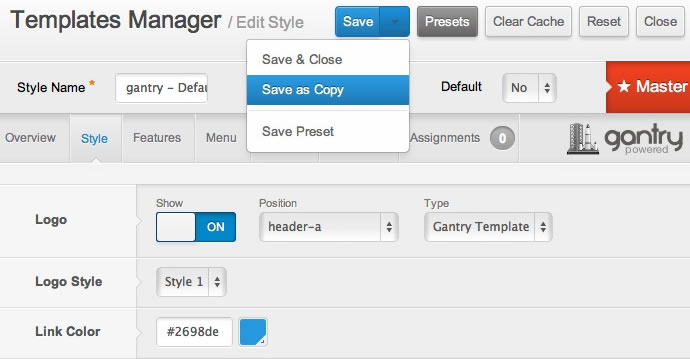 Templates Manager / Edit Style
Save
Presets
Clear Cache
Reset
Close
Save & Close
Save as Copy
Save Preset
Style Name *
gantry – Defau
Default
No
★ Master
Overview
Style
Features
Menu
Assignments 0
gantry
powered
Logo
Show
ON
Position
header-a
Type
Gantry Template
Logo Style
Style 1
Link Color
#2698de